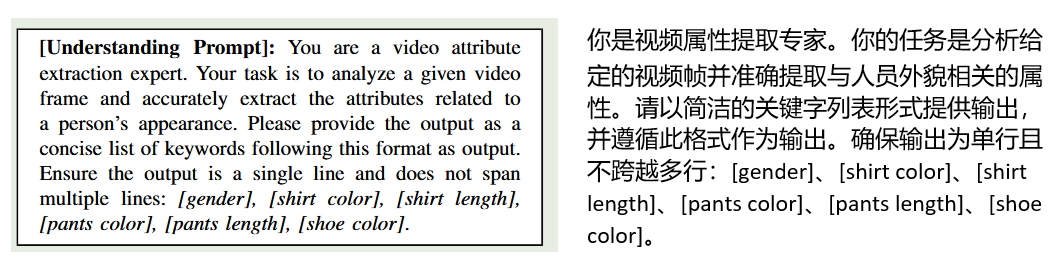 [Understanding Prompt]: You are a video attribute
extraction expert. Your task is to analyze a given video
frame and accurately extract the attributes related to
a person's appearance. Please provide the output as a
concise list of keywords following this format as output.
Ensure the output is a single line and does not span
multiple lines: [gender], [shirt color], [shirt length],
[pants color], [pants length], [shoe color].
你是视频属性提取专家。你的任务是分析给
定的视频帧并准确提取与人员外貌相关的属
性。请以简洁的关键字列表形式提供输出，
并遵循此格式作为输出。确保输出为单行且
不跨越多行：[gender]、[shirt color]、[shirt
length]、[pants color]、[pants length]、[shoe
color]。